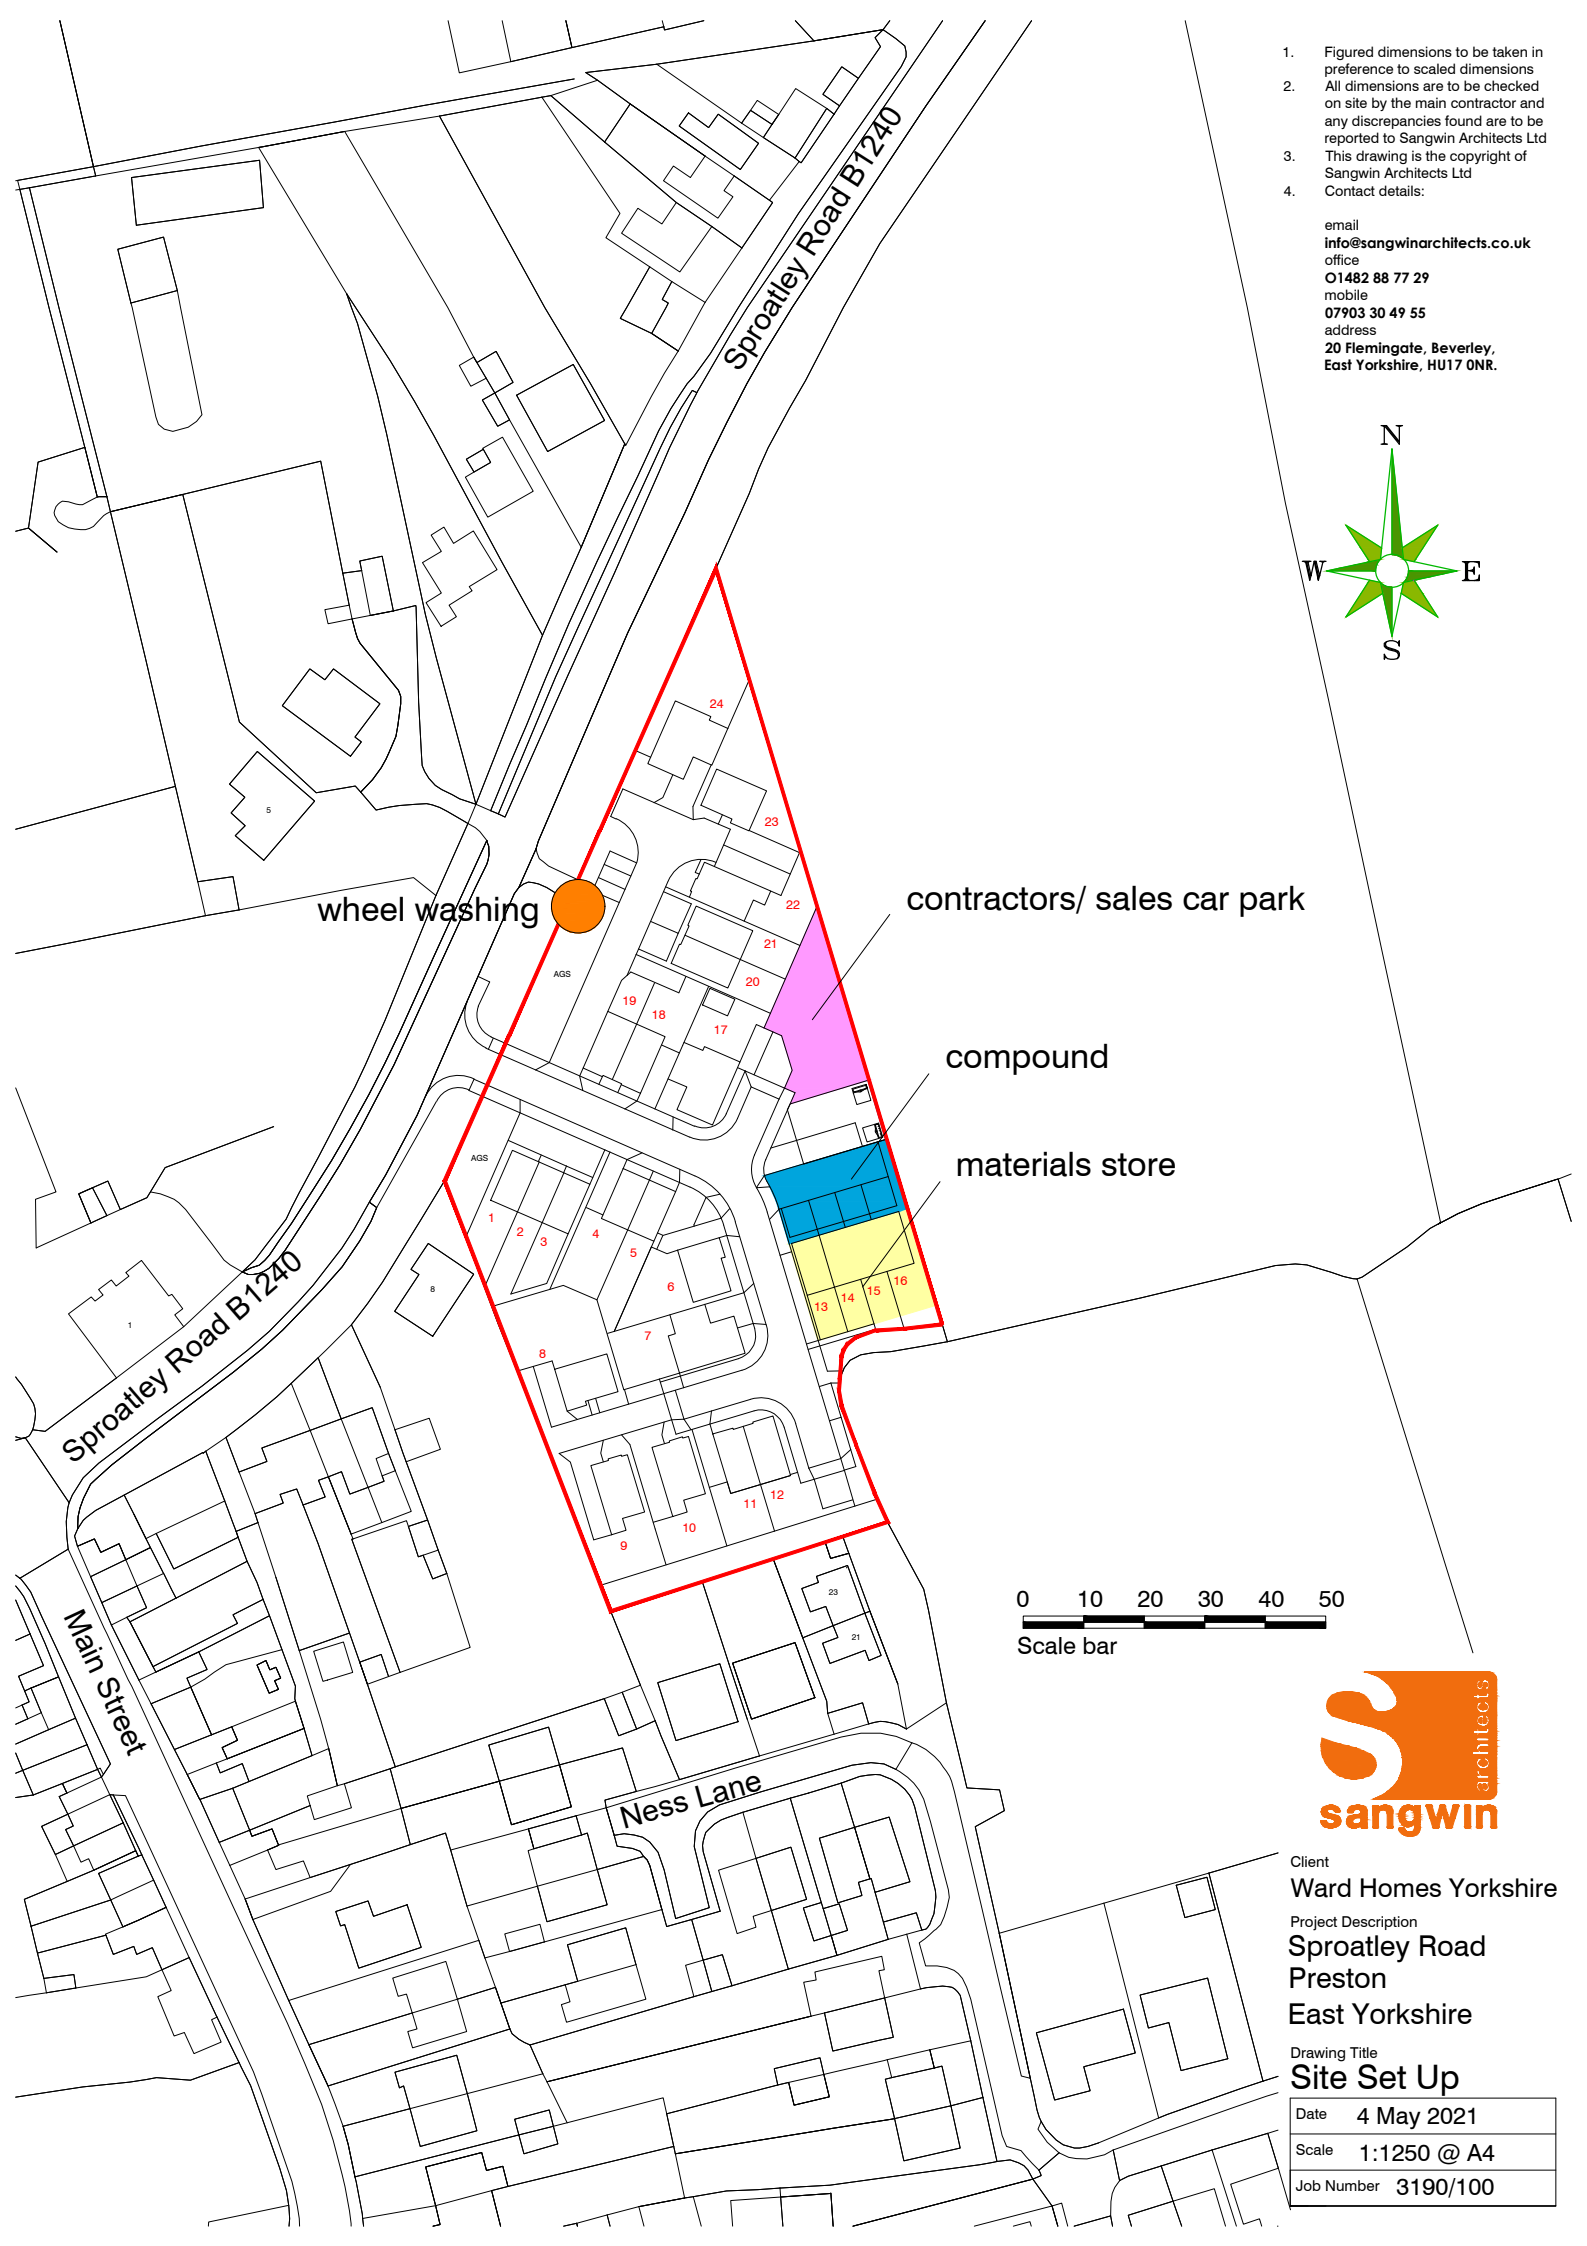 1. Figured dimensions to be taken in
preference to scaled dimensions
2. All dimensions are to be checked
on site by the main contractor and
any discrepancies found are to be
reported to Sangwin Architects Ltd
3. This drawing is the copyright of
Sangwin Architects Ltd
4. Contact details:
email
info@sangwinarchitects.co.uk
office
O1482 88 77 29
mobile
07903 30 49 55
address
20 Flemingate, Beverley,
East Yorkshire, HU17 0NR.
N
W
E
S
Sproatley Road B1240
24
23
5
22
wheel washing
contractors/ sales car park
21
AGS
20
19
18
17
compound
AGS
materials store
1
2
3
4
5
6
8
16
15
14
13
7
8
1
Sproatley Road B1240
12
11
10
9
23
21
0 10 20 30 40 50
Scale bar
Main Street
Ness Lane
architects
sangwin
Client
Ward Homes Yorkshire
Project Description
Sproatley Road
Preston
East Yorkshire
Drawing Title
Site Set Up
Date 4 May 2021
Scale 1:1250 @ A4
Job Number 3190/100